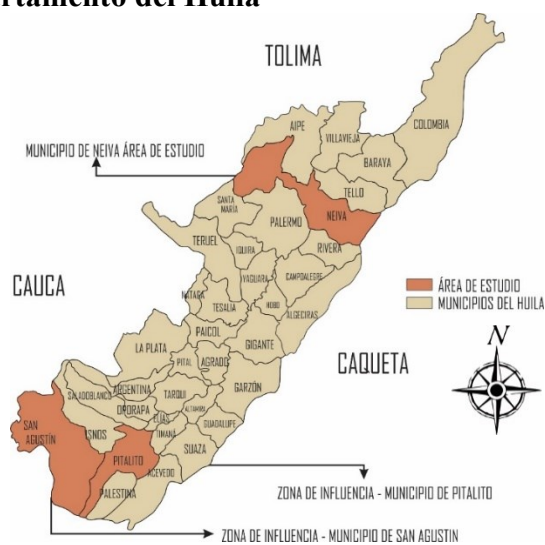 rtamento del Huila
TOLIMA
COLOMBIA
AIPE
VILLAVIEJA
BARAYA
MUNICIPIO DE NEIVA ÁREA DE ESTUDIO
TELLO
SANTA
MARÍA
NEIVA
PALERMO
TERUEL
RIVERA
IQUIRA
CAUCA
YAGUARA
CAMPOALEGRE
ÁREA DE ESTUDIO
NATAGA
TESALIA
HOBO
MUNICIPIOS DEL HUILA
ALGECIRAS
PAICOL
N
LA PLATA
GIGANTE
PITAL
AGRADO
CAQUETA
ARGENTINA
GARZÓN
SALADOBLANCO
TARQUI
OPORAPA
ALTAMIRA
ELÍAS
SAN
AGUSTÍN
ISNOS
TIMANÁ
GUADALUPE
SUAZA
PITALITO
ACEVEDO
PALESTINA
ZONA DE INFLUENCIA - MUNICIPIO DE PITALITO
ZONA DE INFLUENCIA - MUNICIPIO DE SAN AGUSTIN